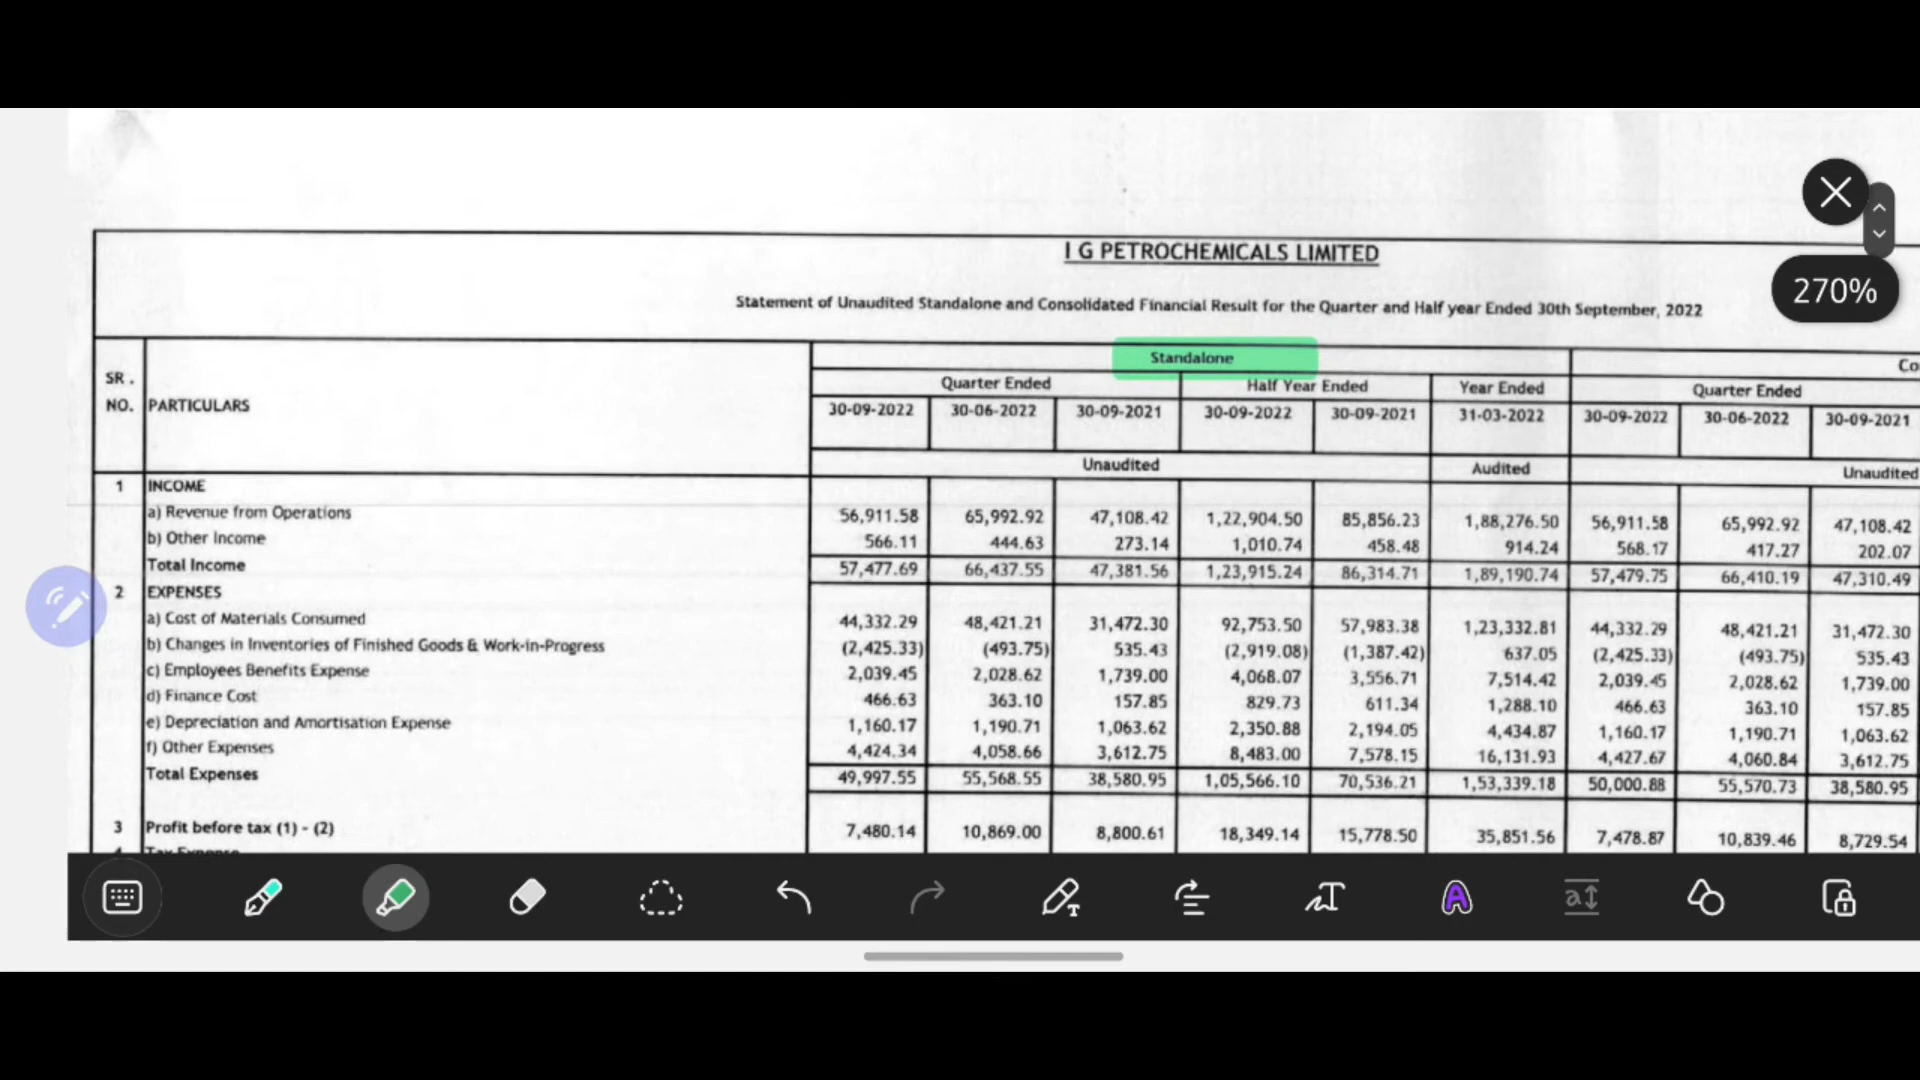 I G PETROCHEMICALS LIMITED
270%
Statement of Unaudited Standalone and Consolidated Financial Result for the Quarter and Half year Ended 30th September, 2022
Standalone
SR . NO. PARTICULARS Quarter Ended Half Year Ended Year Ended Quarter Ended
30-09-2022 30-06-2022 30-09-2021 30-09-2022 30-09-2021 31-03-2022 30-09-2022 30-06-2022 30-09-2021
Unaudited Audited Unaudited
1 INCOME
a) Revenue from Operations 56,911.58 65,992.92 47,108.42 1,22,904.50 85,856.23 1,88,276.50 56,911.58 65,992.92 47,108.42
b) Other Income 566.11 444.63 273.14 1,010.74 458.48 914.24 568.17 417.27 202.07
Total Income 57,477.69 66,437.55 47,381.56 1,23,915.24 86,314.71 1,89,190.74 57,479.75 66,410.19 47,310.49
2 EXPENSES
a) Cost of Materials Consumed 44,332.29 48,421.21 31,472.30 92,753.50 57,983.38 1,23,332.81 44,332.29 48,421.21 31,472.30
b) Changes in Inventories of Finished Goods & Work-in-Progress (2,425.33) (493.75) 535.43 (2,919.08) (1,387.42) 637.05 (2,425.33) (493.75) 535.43
c) Employees Benefits Expense 2,039.45 2,028.62 1,739.00 4,068.07 3,556.71 7,514.42 2,039.45 2,028.62 1,739.00
d) Finance Cost 466.63 363.10 157.85 829.73 611.34 1,288.10 466.63 363.10 157.85
e) Depreciation and Amortisation Expense 1,160.17 1,190.71 1,063.62 2,350.88 2,194.05 4,434.87 1,160.17 1,190.71 1,063.62
f) Other Expenses 4,424.34 4,058.66 3,612.75 8,483.00 7,578.15 16,131.93 4,427.67 4,060.84 3,612.75
Total Expenses 49,997.55 55,568.55 38,580.95 1,05,566.10 70,536.21 1,53,339.18 50,000.88 55,570.73 38,580.95
3 Profit before tax (1) - (2) 7,480.14 10,869.00 8,800.61 18,349.14 15,778.50 35,851.56 7,478.87 10,839.46 8,729.54